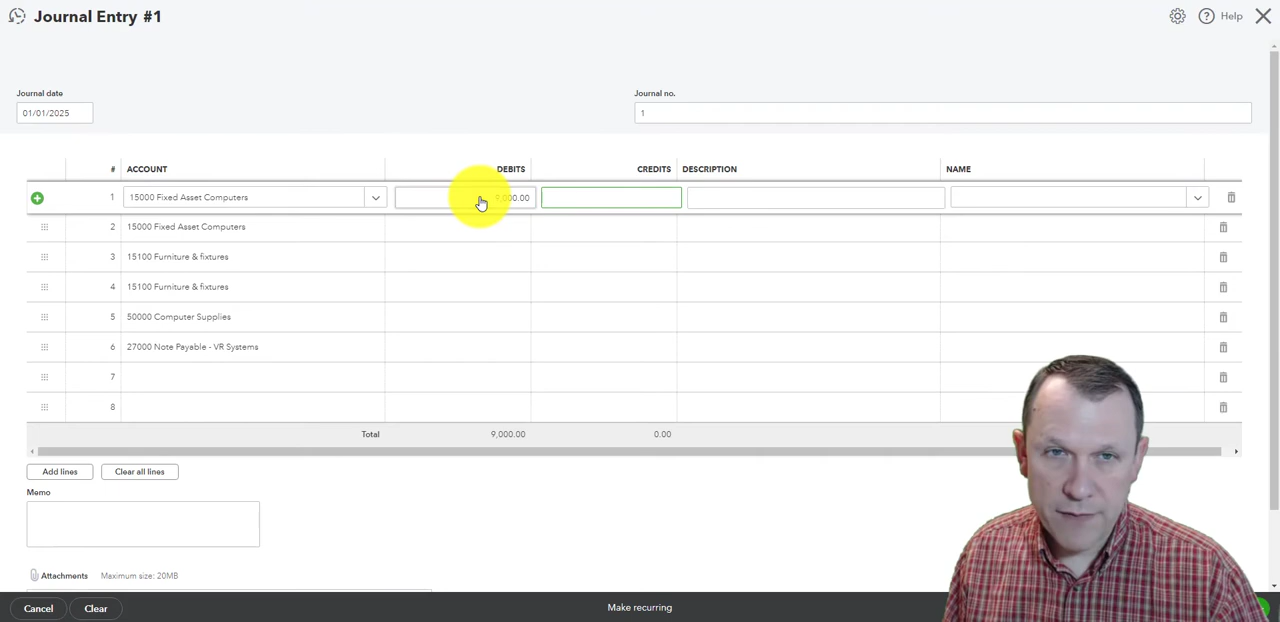 Journal Entry #1
Help
Journal date
Journal no.
01/01/2025
1
# ACCOUNT DEBITS CREDITS DESCRIPTION NAME
1 15000 Fixed Asset Computers 9,000.00
2 15000 Fixed Asset Computers
3 15100 Furniture & fixtures
4 15100 Furniture & fixtures
5 50000 Computer Supplies
6 27000 Note Payable - VR Systems
7
8
Total 9,000.00 0.00
Add lines Clear all lines
Memo
Attachments Maximum size: 20MB
Cancel Clear Make recurring